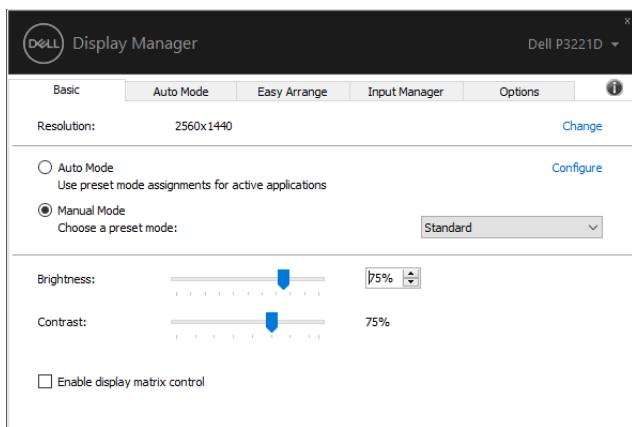 x
DELL Display Manager Dell P3221D
Basic Auto Mode Easy Arrange Input Manager Options i
Resolution: 2560x1440 Change
Auto Mode Configure
Use preset mode assignments for active applications
Manual Mode
Choose a preset mode: Standard
Brightness: 75%
Contrast: 75%
Enable display matrix control